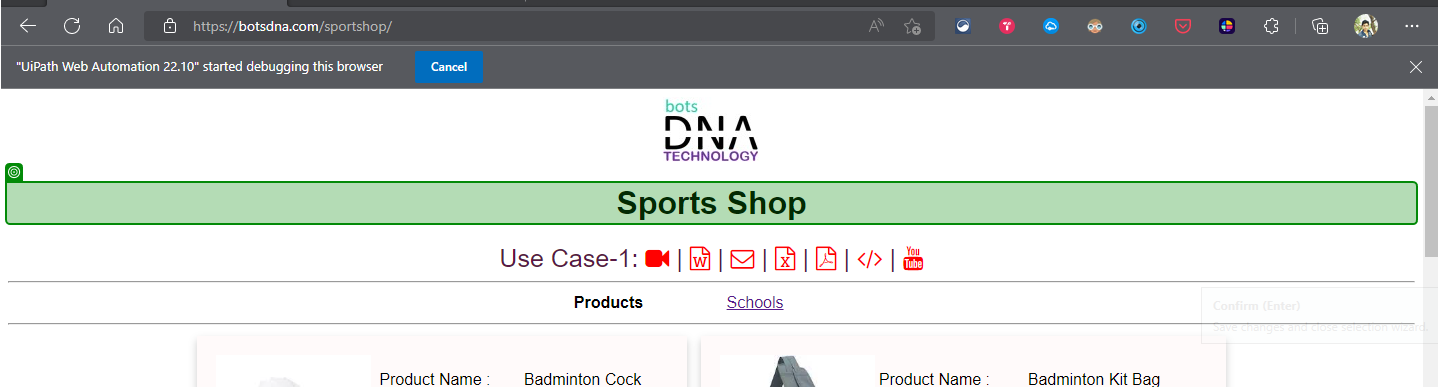 https://botsdna.com/sportshop/
"UiPath Web Automation 22.10" started debugging this browser Cancel
bots
DNA
TECHNOLOGY
Sports Shop
Use Case-1: | W | | X | | </> | You Tube
Products Schools
Confirm (Enter)
Save changes and close selection wizard.
Product Name : Badminton Cock Product Name : Badminton Kit Bag